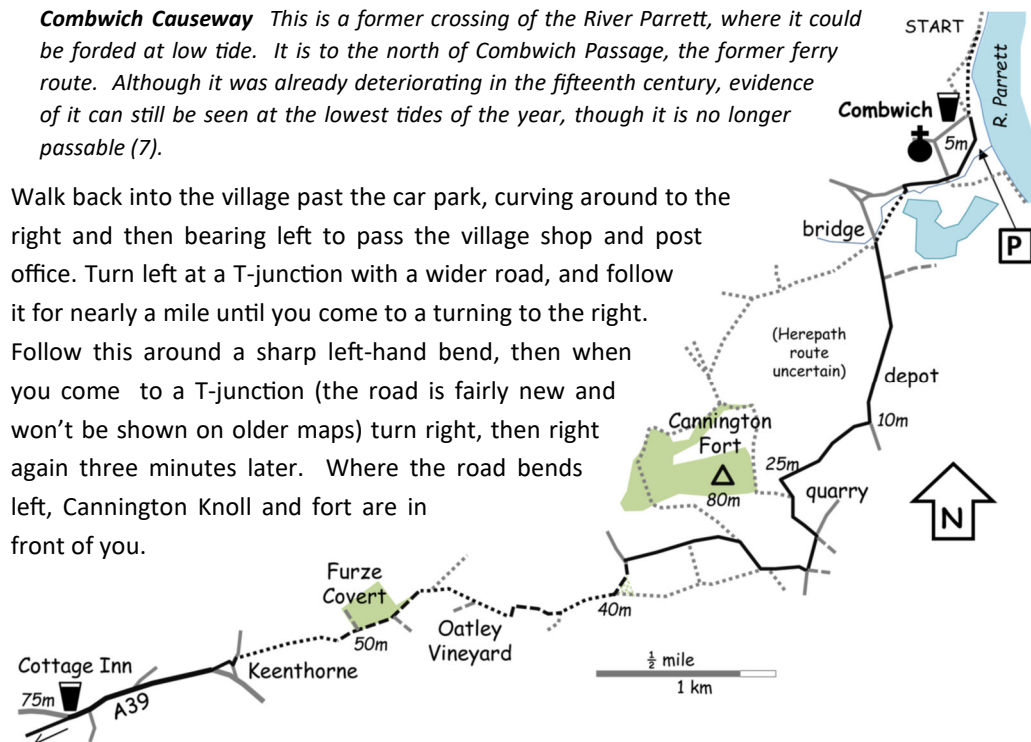 Combwich Causeway This is a former crossing of the River Parrett, where it could
be forded at low tide. It is to the north of Combwich Passage, the former ferry
route. Although it was already deteriorating in the fifteenth century, evidence
of it can still be seen at the lowest tides of the year, though it is no longer
passable (7).
Walk back into the village past the car park, curving around to the
right and then bearing left to pass the village shop and post
office. Turn left at a T-junction with a wider road, and follow
it for nearly a mile until you come to a turning to the right.
Follow this around a sharp left-hand bend, then when
you come to a T-junction (the road is fairly new and
won't be shown on older maps) turn right, then right
again three minutes later. Where the road bends
left, Cannington Knoll and fort are in
front of you.
START
R. Parrett
Combwich
5m
bridge
P
(Herepath
route
uncertain)
depot
10m
Cannington
Fort
80m
25m
quarry
N
Furze
Covert
50m
Oatley
Vineyard
40m
Keenthorne
Cottage Inn
75m
A39
½ mile
1 km